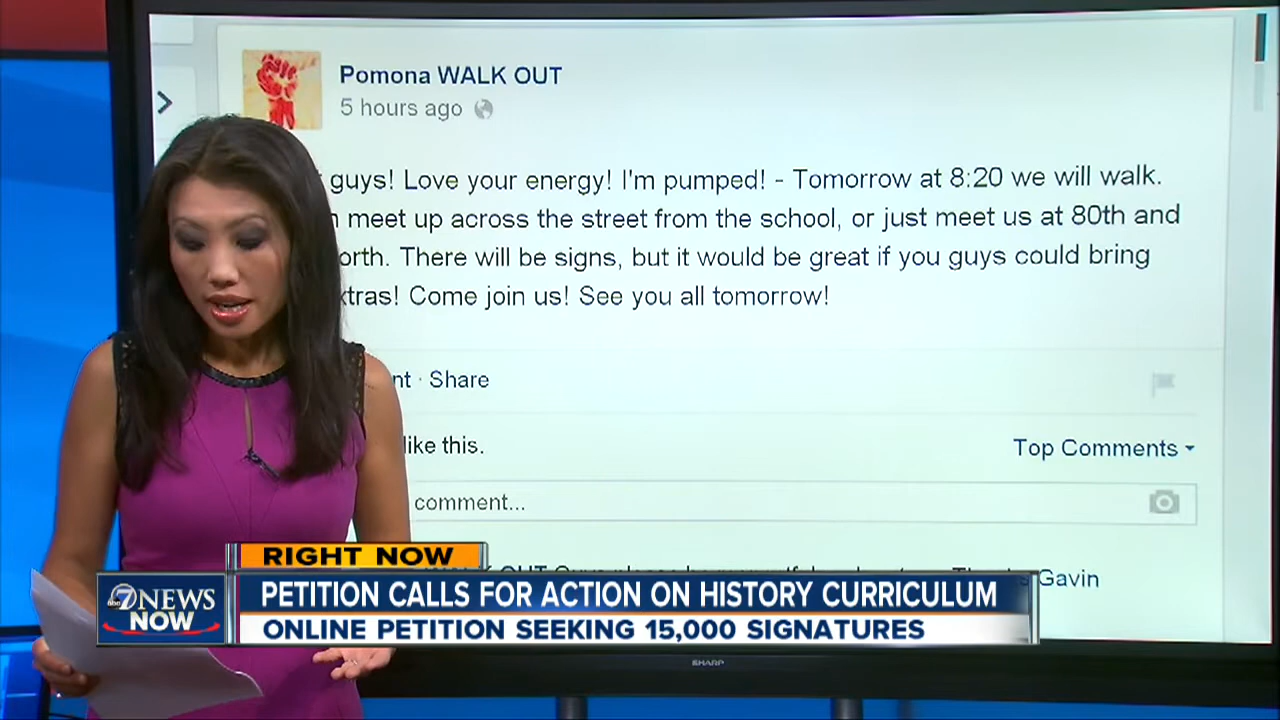 Pomona WALK OUT
5 hours ago
guys! Love your energy! I'm pumped! - Tomorrow at 8:20 we will walk.
meet up across the street from the school, or just meet us at 80th and
orth. There will be signs, but it would be great if you guys could bring
xtras! Come join us! See you all tomorrow!
nt · Share
like this.
Top Comments
comment...
OUT
Gavin
RIGHT NOW
abc 7NEWS
NOW
PETITION CALLS FOR ACTION ON HISTORY CURRICULUM
ONLINE PETITION SEEKING 15,000 SIGNATURES
SHARP